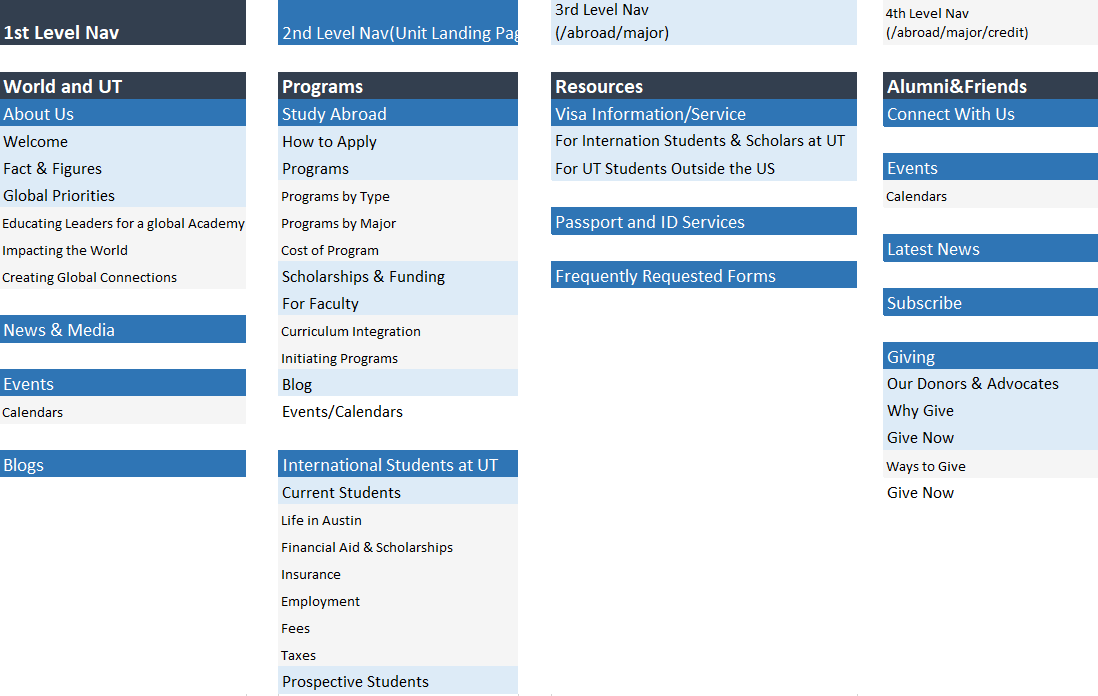 1st Level Nav
2nd Level Nav(Unit Landing Pag
3rd Level Nav
(/abroad/major)
4th Level Nav
(/abroad/major/credit)
World and UT
About Us
Welcome
Fact & Figures
Global Priorities
Educating Leaders for a global Academy
Impacting the World
Creating Global Connections
News & Media
Events
Calendars
Blogs
Programs
Study Abroad
How to Apply
Programs
Programs by Type
Programs by Major
Cost of Program
Scholarships & Funding
For Faculty
Curriculum Integration
Initiating Programs
Blog
Events/Calendars
International Students at UT
Current Students
Life in Austin
Financial Aid & Scholarships
Insurance
Employment
Fees
Taxes
Prospective Students
Resources
Visa Information/Service
For Internation Students & Scholars at UT
For UT Students Outside the US
Passport and ID Services
Frequently Requested Forms
Alumni&Friends
Connect With Us
Events
Calendars
Latest News
Subscribe
Giving
Our Donors & Advocates
Why Give
Give Now
Ways to Give
Give Now